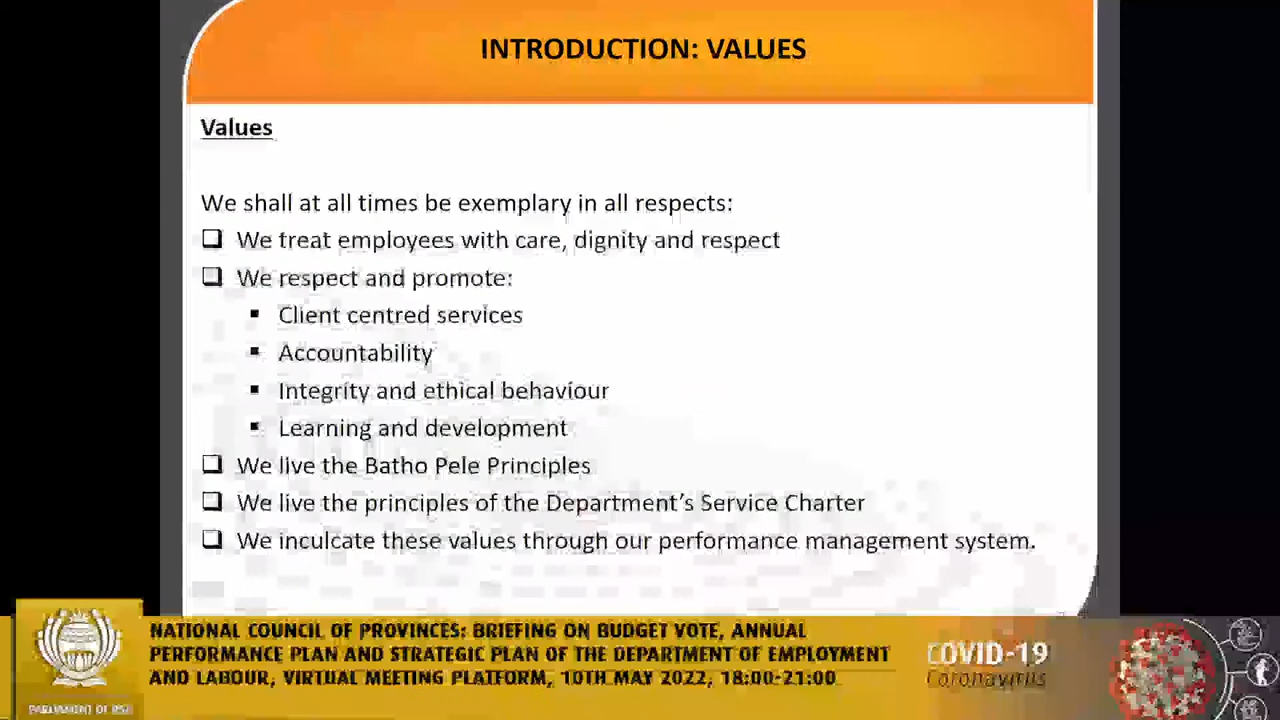 INTRODUCTION: VALUES
Values
We shall at all times be exemplary in all respects:
We treat employees with care, dignity and respect
We respect and promote:
Client centred services
Accountability
Integrity and ethical behaviour
Learning and development
We live the Batho Pele Principles
We live the principles of the Department's Service Charter
We inculcate these values through our performance management system.
NATIONAL COUNCIL OF PROVINCES: BRIEFING ON BUDGET VOTE, ANNUAL
PERFORMANCE PLAN AND STRATEGIC PLAN OF THE DEPARTMENT OF EMPLOYMENT
AND LABOUR, VIRTUAL MEETING PLATFORM, 10TH MAY 2022, 18:00-21:00
COVID-19
Coronavirus
PARLIAMENT OF RSA